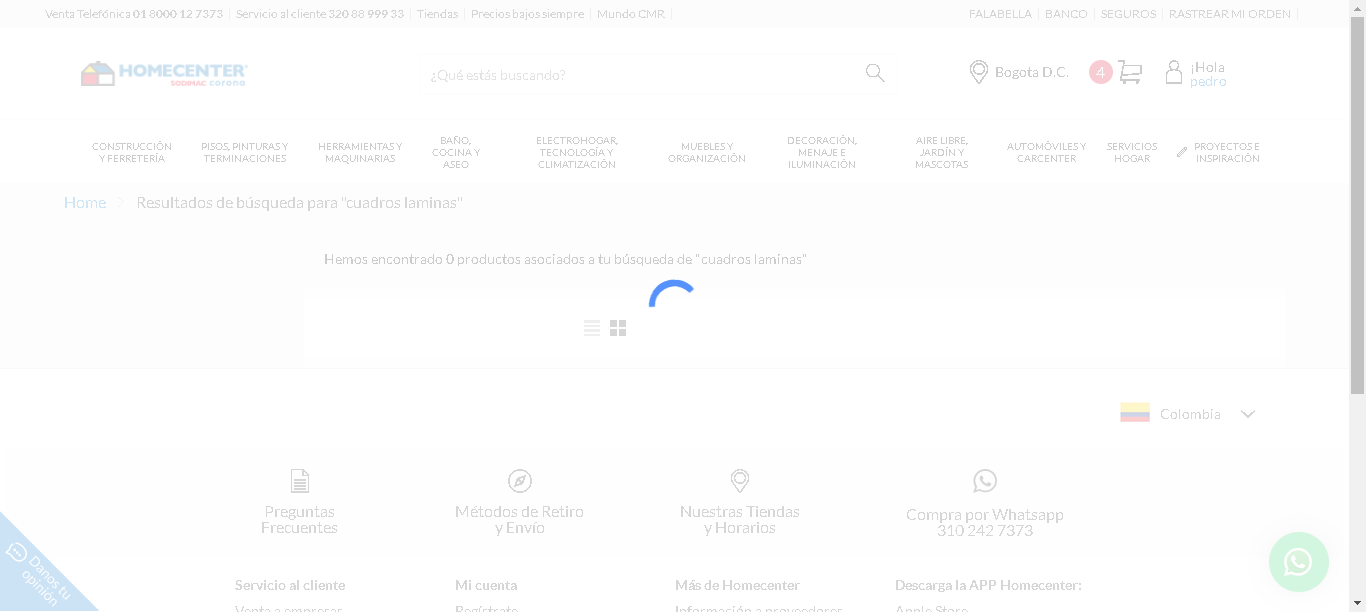 Venta Telefónica 01 8000 12 7373
Servicio al cliente 320 88 999 33
Tiendas
Precios bajos siempre
Mundo CMR
FALABELLA
BANCO
SEGUROS
RASTREAR MI ORDEN
HOMECENTER
SODIMAC corona
¿Qué estás buscando?
Bogota D.C.
4
¡Hola
pedro
CONSTRUCCIÓN
Y FERRETERÍA
PISOS, PINTURAS Y
TERMINACIONES
HERRAMIENTAS Y
MAQUINARIAS
BAÑO,
COCINA Y
ASEO
ELECTROHOGAR,
TECNOLOGÍA Y
CLIMATIZACIÓN
MUEBLES Y
ORGANIZACIÓN
DECORACIÓN,
MENAJE E
ILUMINACIÓN
AIRE LIBRE,
JARDÍN Y
MASCOTAS
AUTOMÓVILES Y
CARCENTER
SERVICIOS
HOGAR
PROYECTOS E
INSPIRACIÓN
Home
Resultados de búsqueda para "cuadros laminas"
Hemos encontrado 0 productos asociados a tu búsqueda de "cuadros laminas"
Colombia
Preguntas
Frecuentes
Métodos de Retiro
y Envío
Nuestras Tiendas
y Horarios
Compra por Whatsapp
310 242 7373
Danos tu
opinión
Servicio al cliente
Mi cuenta
Más de Homecenter
Descarga la APP Homecenter:
Venta a empresas
Regístrate
Información a proveedores
Apple Store